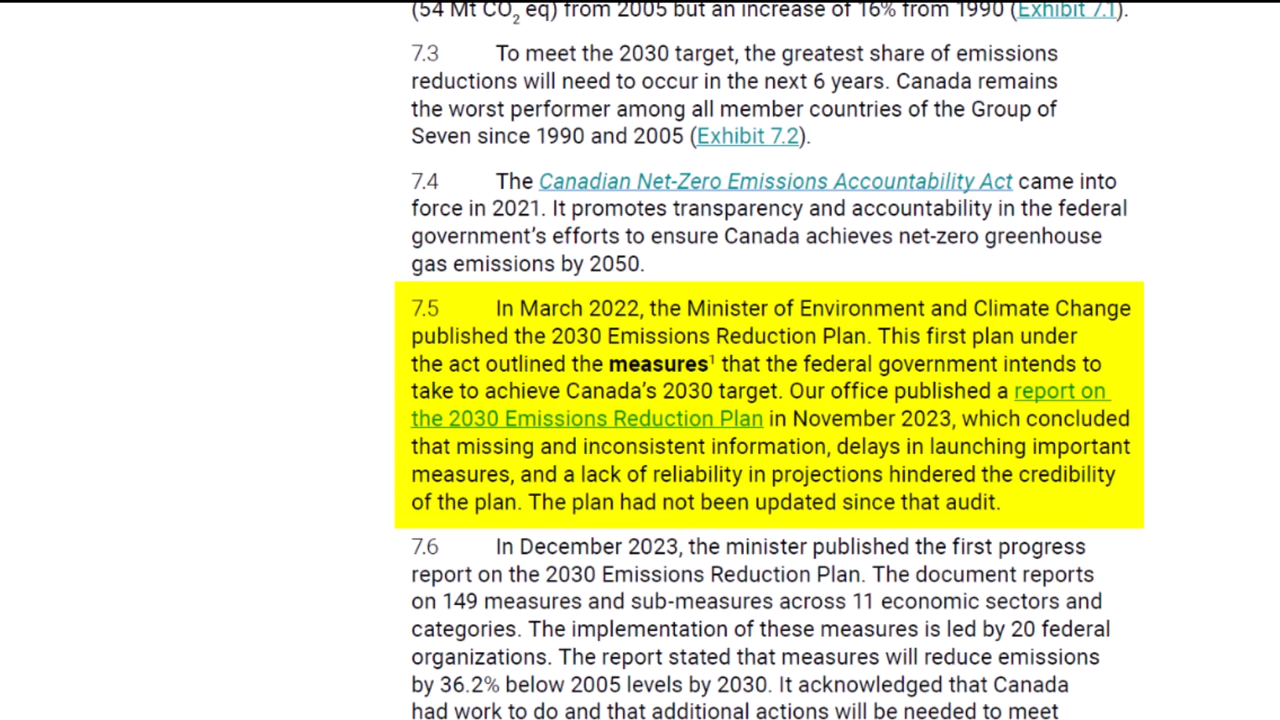 (54 Mt CO₂ eq) from 2005 but an increase of 16% from 1990 (Exhibit 7.1).
7.3 To meet the 2030 target, the greatest share of emissions
reductions will need to occur in the next 6 years. Canada remains
the worst performer among all member countries of the Group of
Seven since 1990 and 2005 (Exhibit 7.2).
7.4 The Canadian Net-Zero Emissions Accountability Act came into
force in 2021. It promotes transparency and accountability in the federal
government’s efforts to ensure Canada achieves net-zero greenhouse
gas emissions by 2050.
7.5 In March 2022, the Minister of Environment and Climate Change
published the 2030 Emissions Reduction Plan. This first plan under
the act outlined the measures¹ that the federal government intends to
take to achieve Canada’s 2030 target. Our office published a report on
the 2030 Emissions Reduction Plan in November 2023, which concluded
that missing and inconsistent information, delays in launching important
measures, and a lack of reliability in projections hindered the credibility
of the plan. The plan had not been updated since that audit.
7.6 In December 2023, the minister published the first progress
report on the 2030 Emissions Reduction Plan. The document reports
on 149 measures and sub-measures across 11 economic sectors and
categories. The implementation of these measures is led by 20 federal
organizations. The report stated that measures will reduce emissions
by 36.2% below 2005 levels by 2030. It acknowledged that Canada
had work to do and that additional actions will be needed to meet